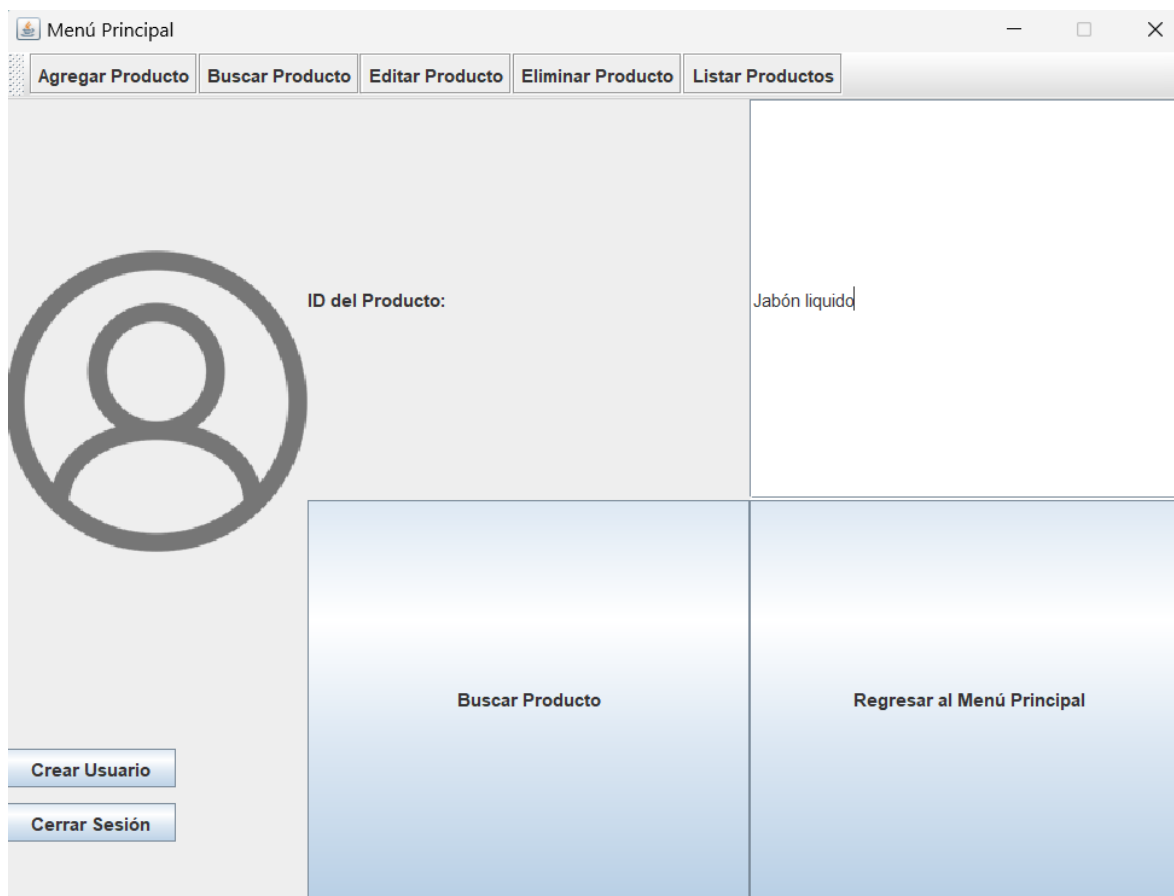 Menú Principal
Agregar Producto Buscar Producto Editar Producto Eliminar Producto Listar Productos
ID del Producto: Jabón liquido
Buscar Producto Regresar al Menú Principal
Crear Usuario
Cerrar Sesión